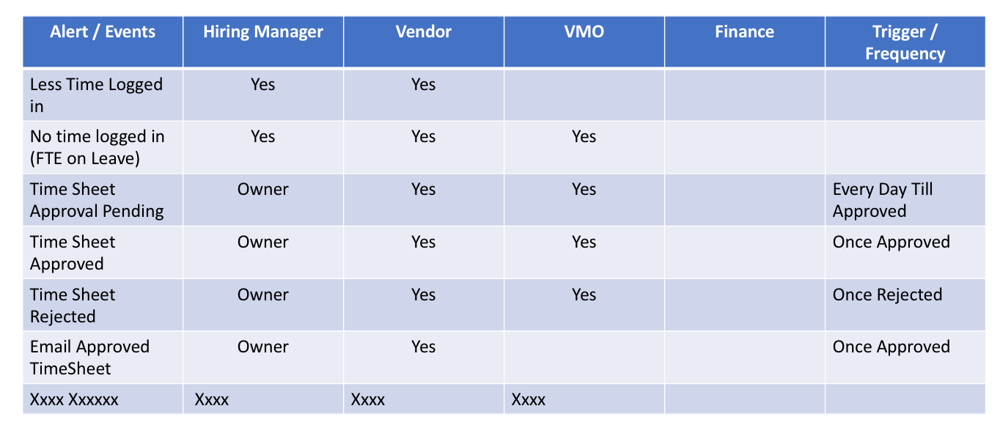 Alert / Events Hiring Manager Vendor VMO Finance Trigger /
Frequency
Less Time Logged Yes Yes
in
No time logged in Yes Yes Yes
(FTE on Leave)
Time Sheet Owner Yes Yes Every Day Till
Approval Pending Approved
Time Sheet Owner Yes Yes Once Approved
Approved
Time Sheet Owner Yes Yes Once Rejected
Rejected
Email Approved Owner Yes Once Approved
TimeSheet
Xxxx Xxxxxx Xxxx Xxxx Xxxx